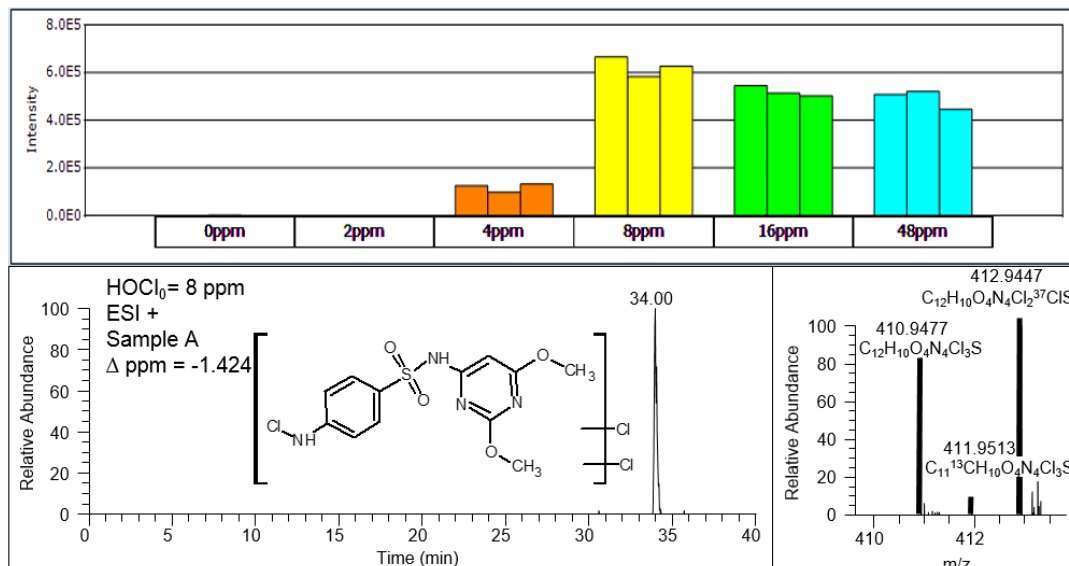 8.0E5
6.0E5
4.0E5
2.0E5
0.0E0
Intensity
0ppm 2ppm 4ppm 8ppm 16ppm 48ppm
HOCl₀= 8 ppm
ESI +
Sample A
Δ ppm = -1.424
34.00
100
80
60
40
20
0
Relative Abundance
0 5 10 15 20 25 30 35 40
Time (min)
O
S
O
NH
N
N
O
CH₃
O
CH₃
Cl
NH
Cl
Cl
412.9447
C₁₂H₁₀O₄N₄Cl₂³⁷ClS
410.9477
C₁₂H₁₀O₄N₄Cl₃S
411.9513
C₁₁¹³CH₁₀O₄N₄Cl₃S
100
80
60
40
20
0
Relative Abundance
410 412
m/z